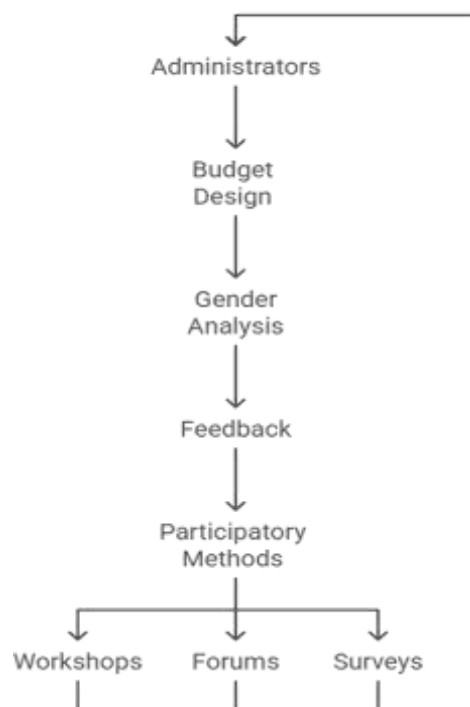 Administrators
Budget
Design
Gender
Analysis
Feedback
Participatory
Methods
Workshops Forums Surveys